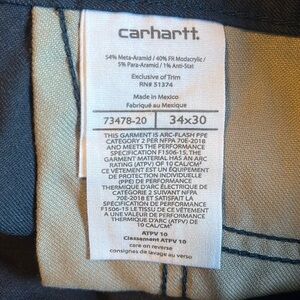 carhartt.
54% Meta-Aramid / 40% FR Modacrylic /
5% Para-Aramid / 1% Anti-Stat
Exclusive of Trim
RN# 51374
Made in Mexico
Fabriqué au Mexique
73478-20 34x30
THIS GARMENT IS ARC-FLASH PPE
CATEGORY 2 PER NFPA 70E-2018
AND MEETS THE PERFORMANCE
SPECIFICATION F1506-15. THIS
GARMENT MATERIAL HAS AN ARC
RATING (ATPV) OF 10 CAL/CM²
CE VÊTEMENT EST UN ÉQUIPEMENT
DE PROTECTION INDIVIDUELLE
(PPE) CONTRE L'ARC
THERMIQUE D'ARC ÉLECTRIQUE DE
CATÉGORIE 2 SUIVANT NFPA
70E-2018 ET SATISFAIT LA
SPÉCIFICATION DE PERFORMANCE
F1506-15 LE TISSU DE CE VÊTEMENT
A UNE VALEUR DE PERFORMANCE
THERMIQUE D'ARC (ATPV) DE
10 CAL/CM²
ATPV 10
Classement ATPV 10
care on reverse
consignes de lavage au verso